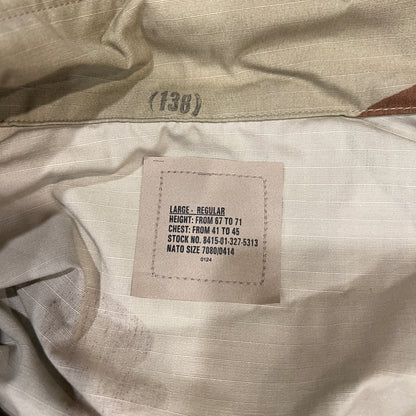 (138)
LARGE - REGULAR
HEIGHT: FROM 67 TO 71
CHEST: FROM 41 TO 45
STOCK NO. 8415-01-327-5313
NATO SIZE 7080/0414
0124